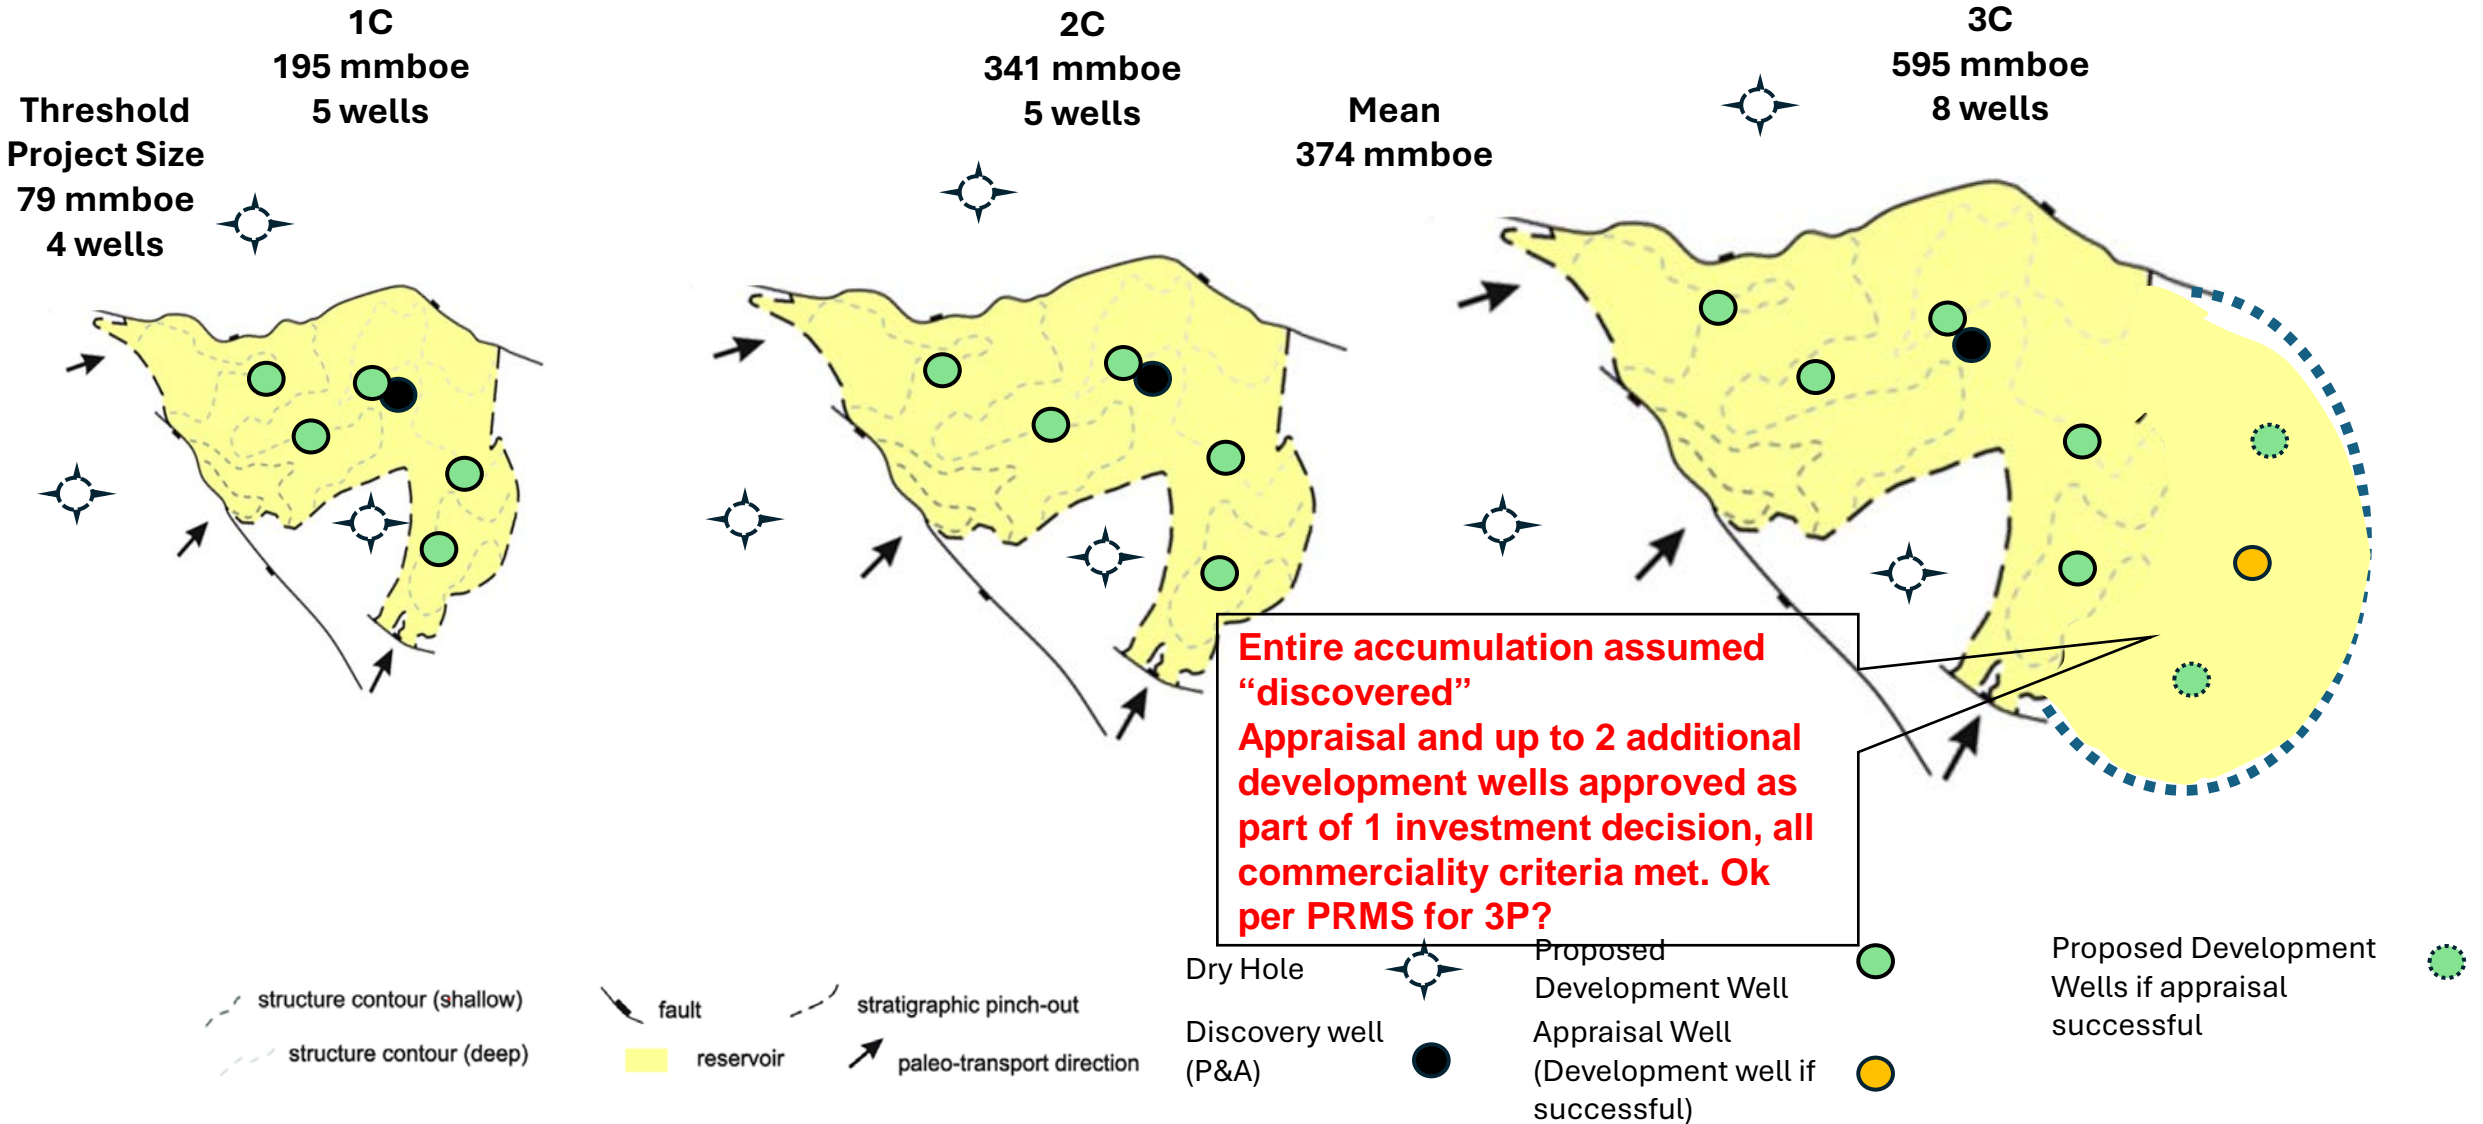 1C
195 mmboe
5 wells
Threshold
Project Size
79 mmboe
4 wells
2C
341 mmboe
5 wells
Mean
374 mmboe
3C
595 mmboe
8 wells
Entire accumulation assumed
“discovered”
Appraisal and up to 2 additional
development wells approved as
part of 1 investment decision, all
commerciality criteria met. Ok
per PRMS for 3P?
structure contour (shallow)
structure contour (deep)
fault
reservoir
stratigraphic pinch-out
paleo-transport direction
Dry Hole
Discovery well
(P&A)
Proposed
Development Well
Appraisal Well
(Development well if
successful)
Proposed Development
Wells if appraisal
successful